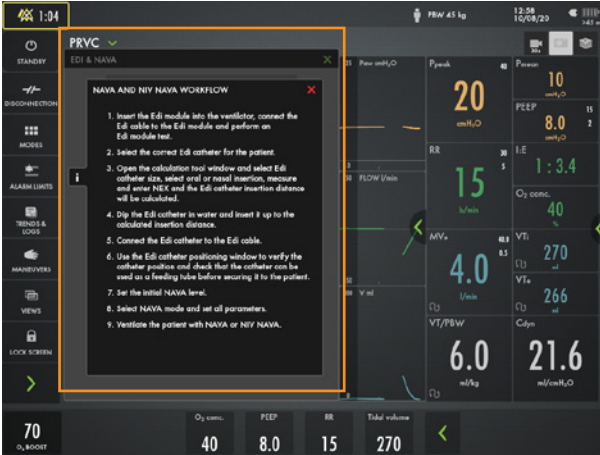 1:04
PBW 45 kg
12:58
10/08/20
STANDBY
DISCONNECTION
MODES
ALARM LIMITS
TRENDS & LOGS
MANEUVERS
VIEWS
LOCK SCREEN
70
O₂ BOOST
PRVC
EDI & NAVA
X
NAVA AND NIV NAVA WORKFLOW
X
1. Insert the Edi module into the ventilator, connect the
Edi cable to the Edi module and perform an
Edi module test.
2. Select the correct Edi catheter for the patient.
3. Open the calculation tool window and select Edi
catheter size, select oral or nasal insertion, measure
and enter NEX and the Edi catheter insertion distance
will be calculated.
4. Dip the Edi catheter in water and insert it up to the
calculated insertion distance.
5. Connect the Edi catheter to the Edi cable.
6. Use the Edi catheter positioning window to verify the
catheter position and check that the catheter can be
used as a feeding tube before securing it to the patient.
7. Set the initial NAVA level.
8. Select NAVA mode and set all parameters.
9. Ventilate the patient with NAVA or NIV NAVA.
i
Paw cmH₂O
FLOW l/min
V ml
Ppeak
40
20
cmH₂O
Pmean
10
cmH₂O
PEEP
15
2
8.0
cmH₂O
RR
30
5
15
b/min
I:E
1 : 3.4
O₂ conc.
40
%
MVe
40.0
0.5
4.0
l/min
VTi
270
ml
VTe
266
ml
VT/PBW
6.0
ml/kg
Cdyn
21.6
ml/cmH₂O
O₂ conc.
40
PEEP
8.0
RR
15
Tidal volume
270